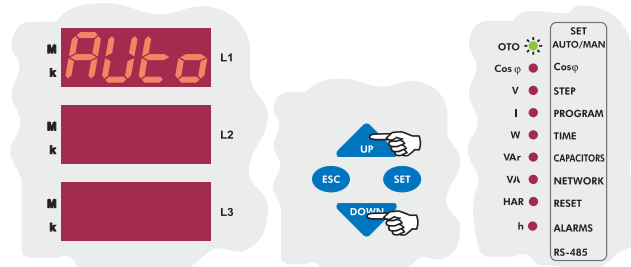 M
AUto
L1
k
M
L2
k
M
L3
k
UP
ESC
SET
DOWN
SET
OTO AUTO/MAN
Cos φ Cosφ
V STEP
I PROGRAM
W TIME
VAr CAPACITORS
VA NETWORK
HAR RESET
h ALARMS
RS-485